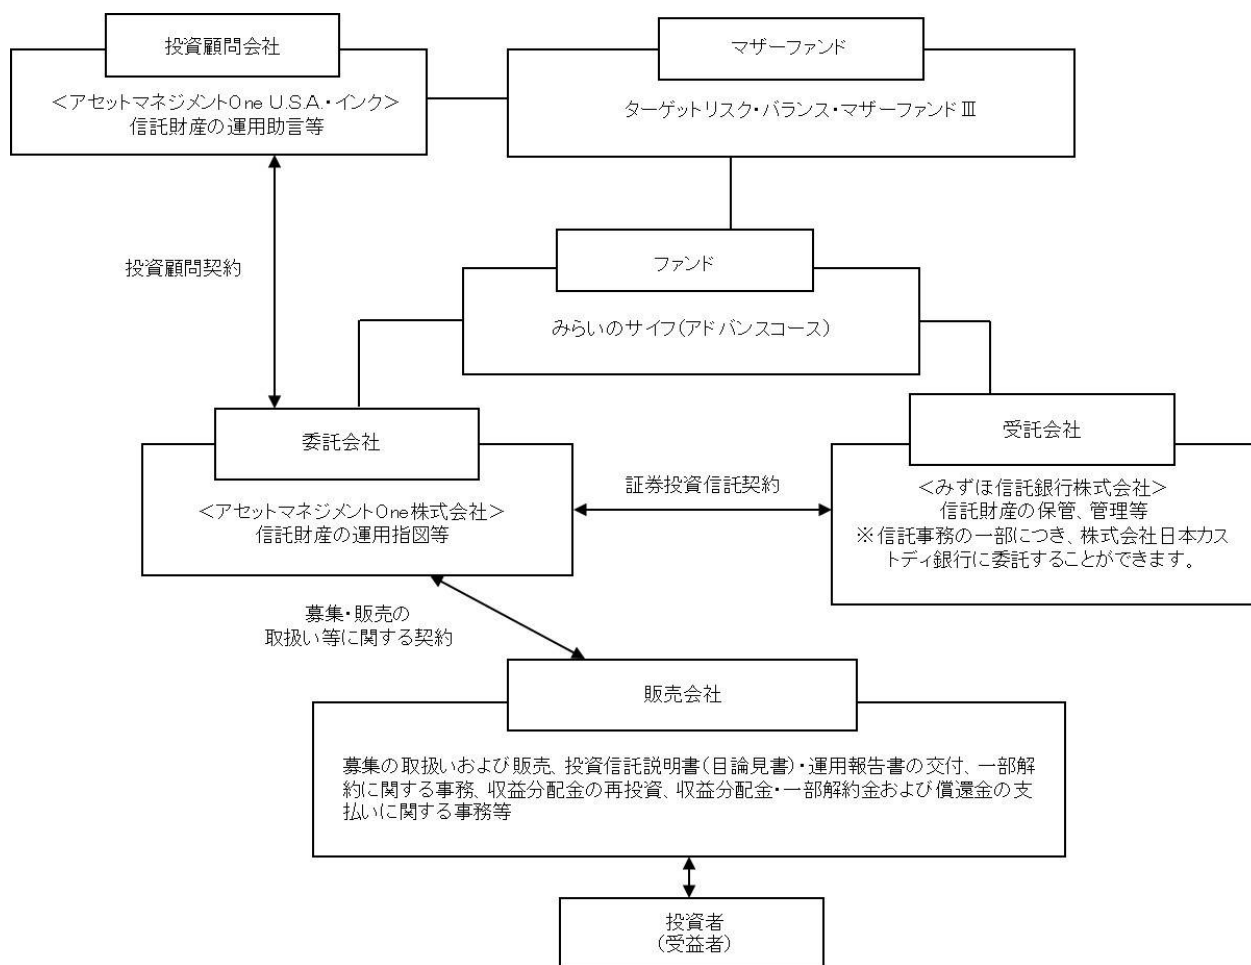 投資顧問会社
<アセットマネジメントOne U.S.A.・インク>
信託財産の運用助言等
マザーファンド
ターゲットリスク・バランス・マザーファンドⅢ
投資顧問契約
ファンド
みらいのサイフ(アドバンスコース)
委託会社
<アセットマネジメントOne株式会社>
信託財産の運用指図等
証券投資信託契約
受託会社
<みずほ信託銀行株式会社>
信託財産の保管、管理等
※信託事務の一部につき、株式会社日本カス
トディ銀行に委託することができます。
募集・販売の
取扱い等に関する契約
販売会社
募集の取扱いおよび販売、投資信託説明書(目論見書)・運用報告書の交付、一部解
約に関する事務、収益分配金の再投資、収益分配金・一部解約金および償還金の支
払いに関する事務等
投資者
(受益者)